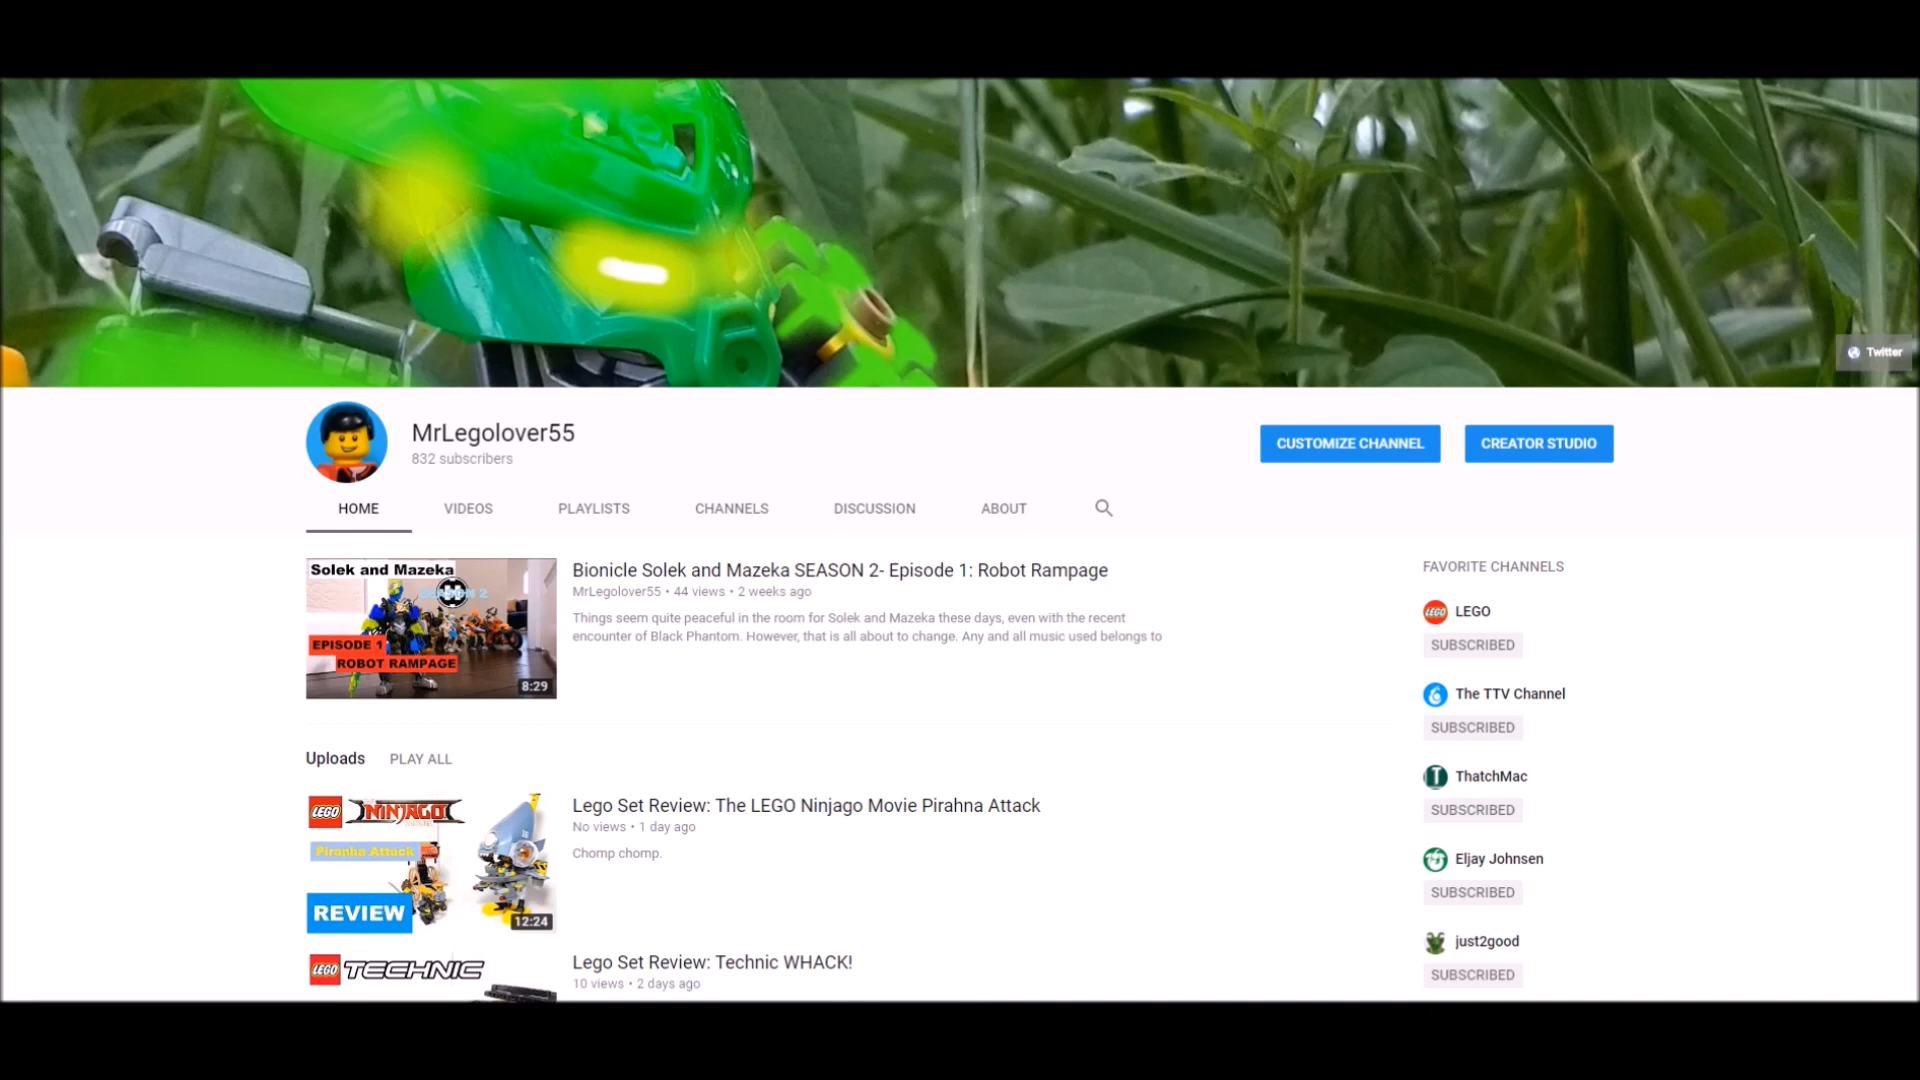 Twitter
MrLegolover55
832 subscribers
CUSTOMIZE CHANNEL
CREATOR STUDIO
HOME
VIDEOS
PLAYLISTS
CHANNELS
DISCUSSION
ABOUT
Solek and Mazeka
SEASON 2
EPISODE 1
ROBOT RAMPAGE
8:29
Bionicle Solek and Mazeka SEASON 2- Episode 1: Robot Rampage
MrLegolover55 • 44 views • 2 weeks ago
Things seem quite peaceful in the room for Solek and Mazeka these days, even with the recent
encounter of Black Phantom. However, that is all about to change. Any and all music used belongs to
Uploads
PLAY ALL
LEGO NINJAGO
Piranha Attack
REVIEW
12:24
Lego Set Review: The LEGO Ninjago Movie Pirahna Attack
No views • 1 day ago
Chomp chomp.
LEGO TECHNIC
Lego Set Review: Technic WHACK!
10 views • 2 days ago
FAVORITE CHANNELS
LEGO
LEGO
SUBSCRIBED
The TTV Channel
SUBSCRIBED
T
ThatchMac
SUBSCRIBED
Eljay Johnsen
SUBSCRIBED
just2good
SUBSCRIBED